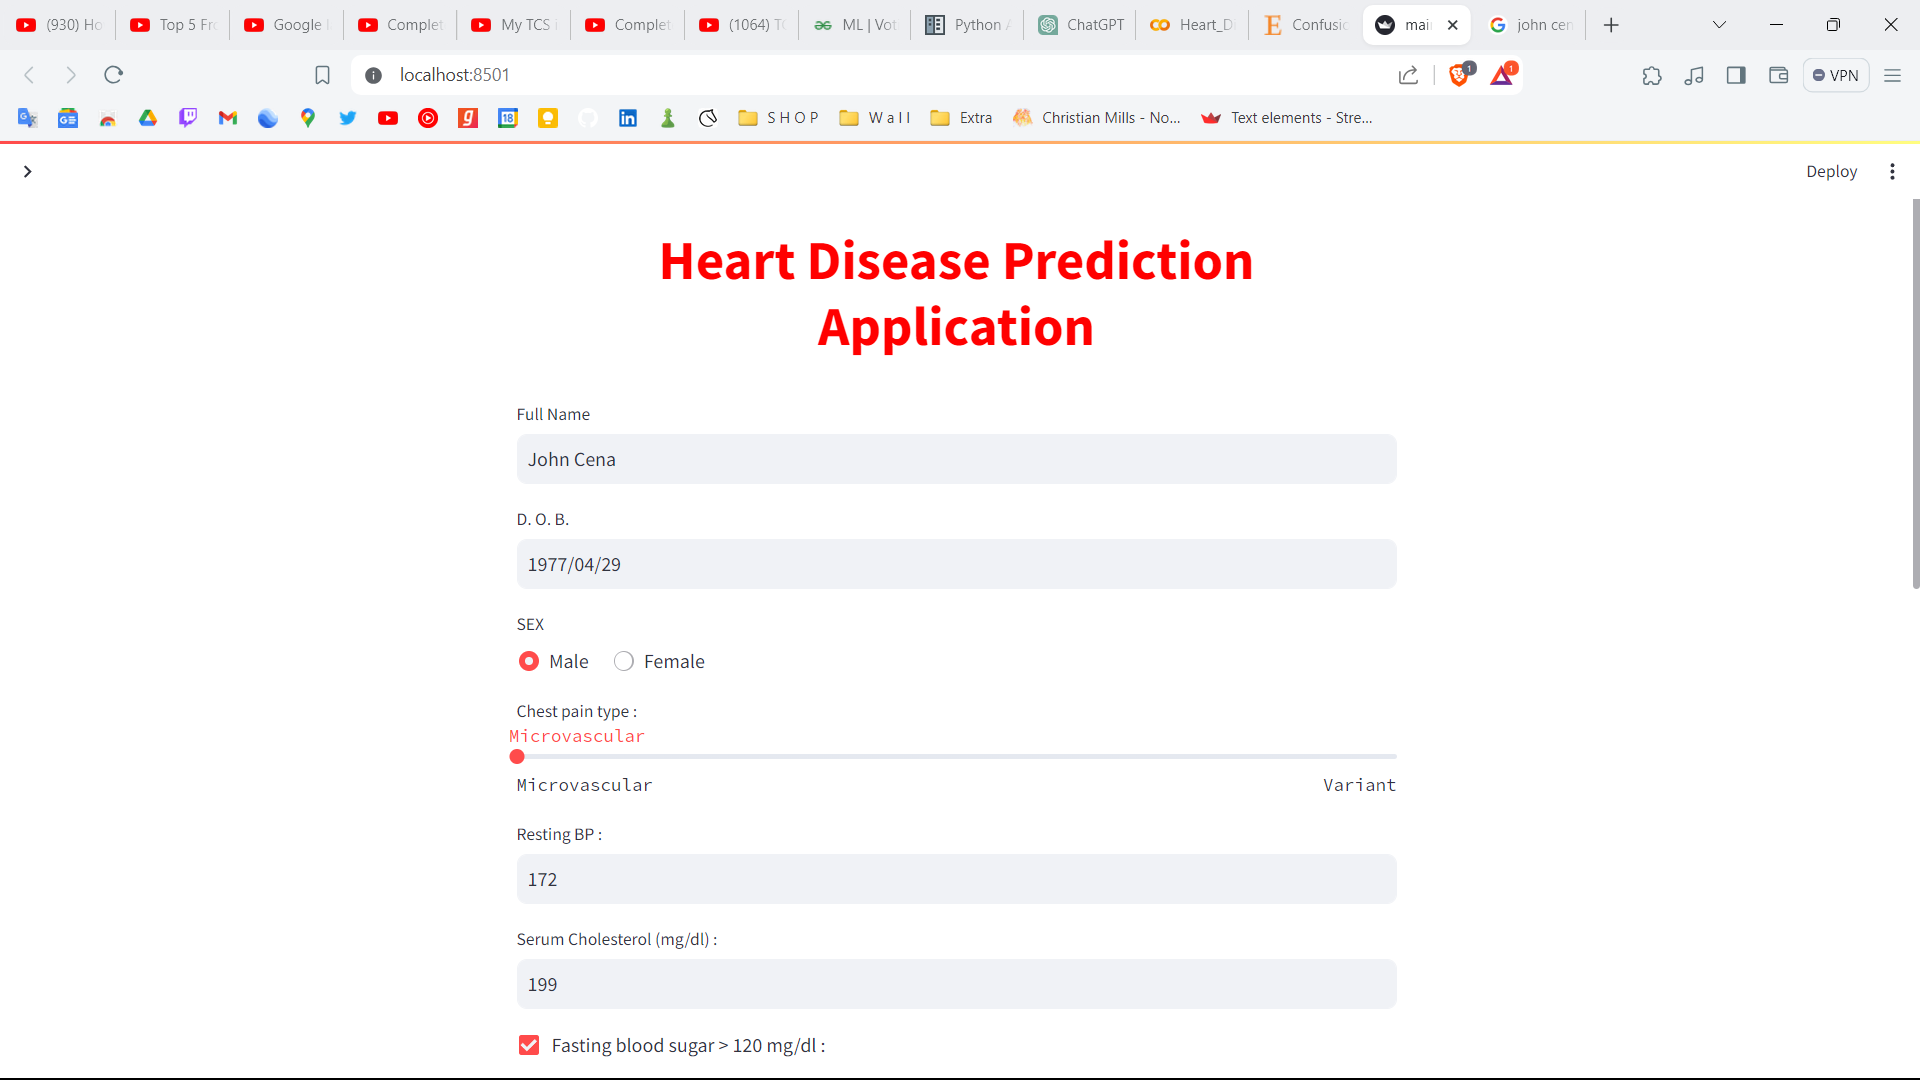 (930) Ho
Top 5 Fr
Google
Complet
My TCS
Complet
(1064) T
ML | Vot
Python
ChatGPT
Heart_D
Confusio
mai
john cen
localhost:8501
VPN
S H O P
W a l l
Extra
Christian Mills - No...
Text elements - Stre...
Deploy
Heart Disease Prediction
Application
Full Name
John Cena
D. O. B.
1977/04/29
SEX
Male Female
Chest pain type :
Microvascular
Microvascular Variant
Resting BP :
172
Serum Cholesterol (mg/dl) :
199
Fasting blood sugar > 120 mg/dl :